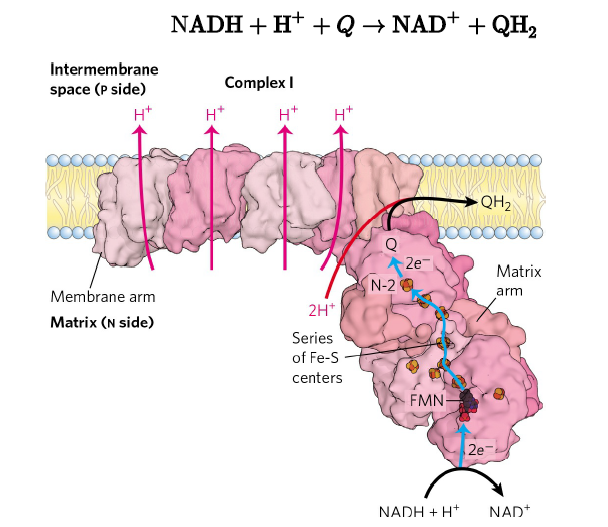 NADH + H⁺ + Q → NAD⁺ + QH₂
Intermembrane
space (P side)
Complex I
H⁺
H⁺
H⁺
H⁺
QH₂
Q
2e⁻
N-2
Matrix
arm
Membrane arm
2H⁺
Matrix (N side)
Series
of Fe-S
centers
FMN
2e⁻
NADH + H⁺
NAD⁺